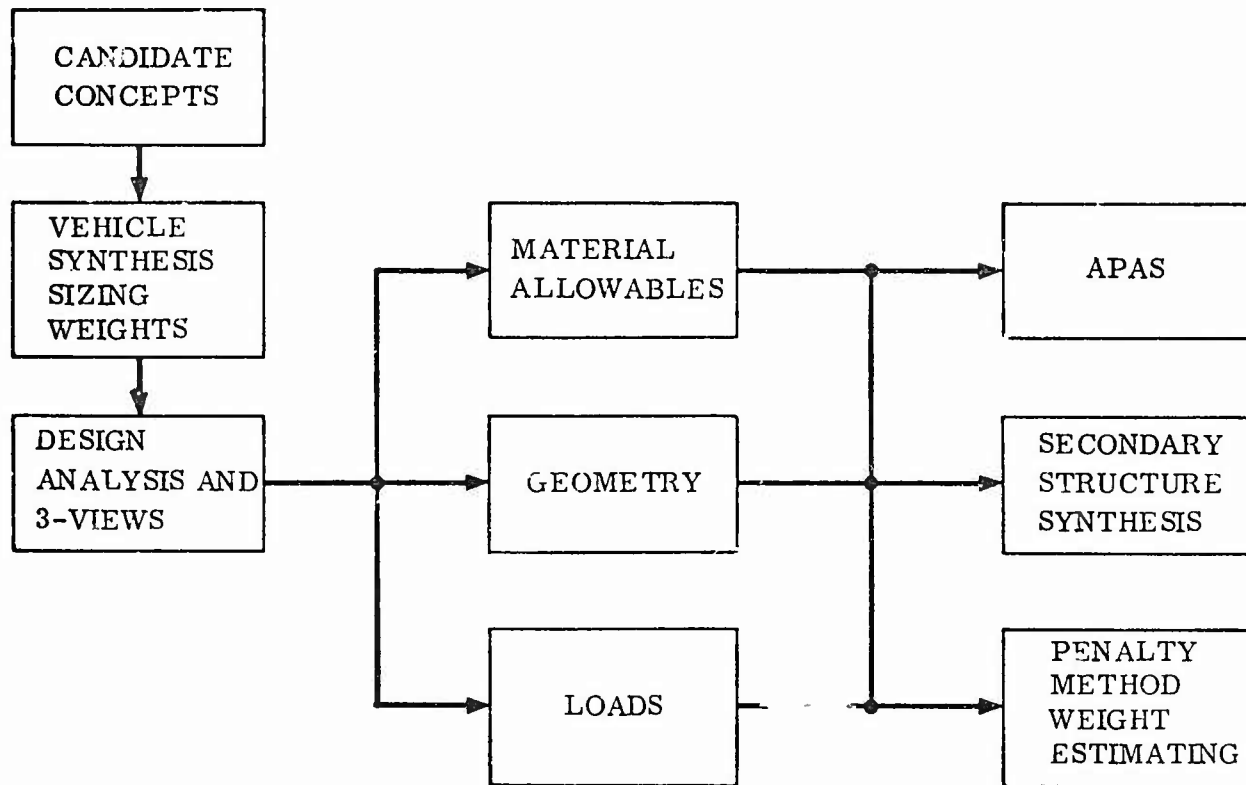 CANDIDATE
CONCEPTS
VEHICLE
SYNTHESIS
SIZING
WEIGHTS
DESIGN
ANALYSIS AND
3-VIEWS
MATERIAL
ALLOWABLES
GEOMETRY
LOADS
APAS
SECONDARY
STRUCTURE
SYNTHESIS
PENALTY
METHOD
WEIGHT
ESTIMATING